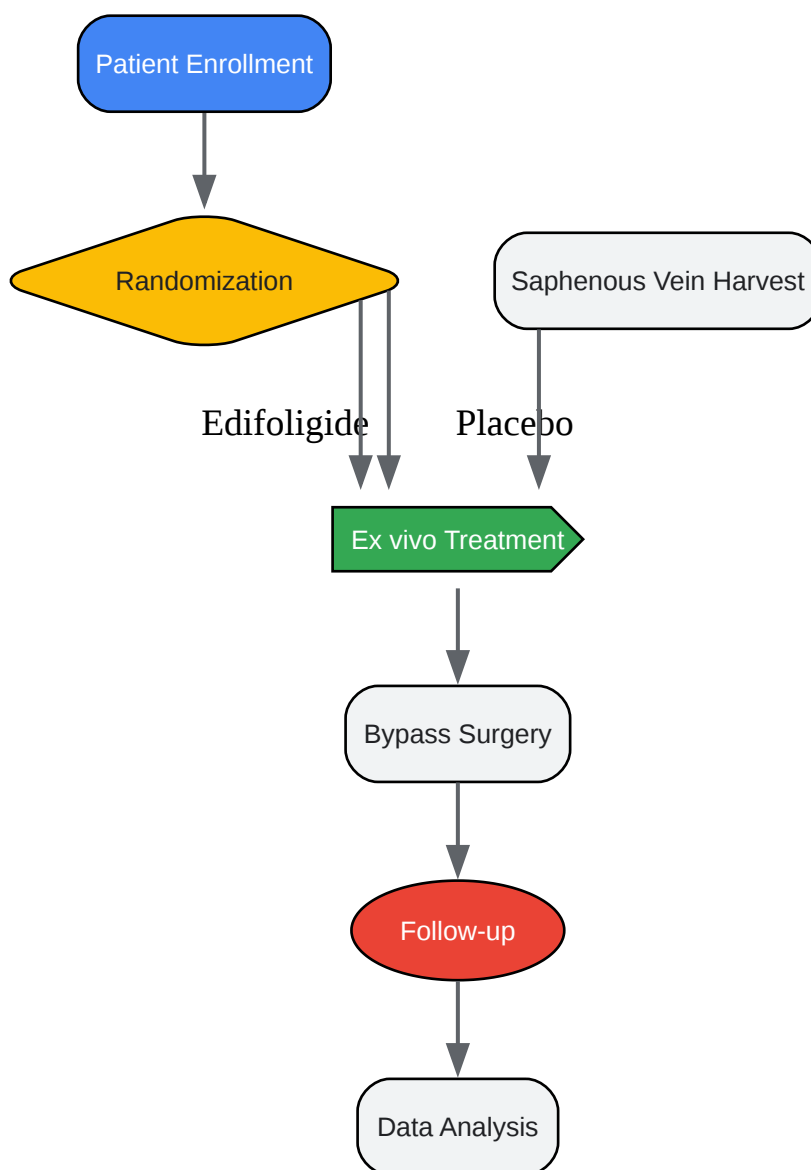 Patient Enrollment
Randomization
Saphenous Vein Harvest
Edifoligide
Placebo
Ex vivo Treatment
Bypass Surgery
Follow-up
Data Analysis